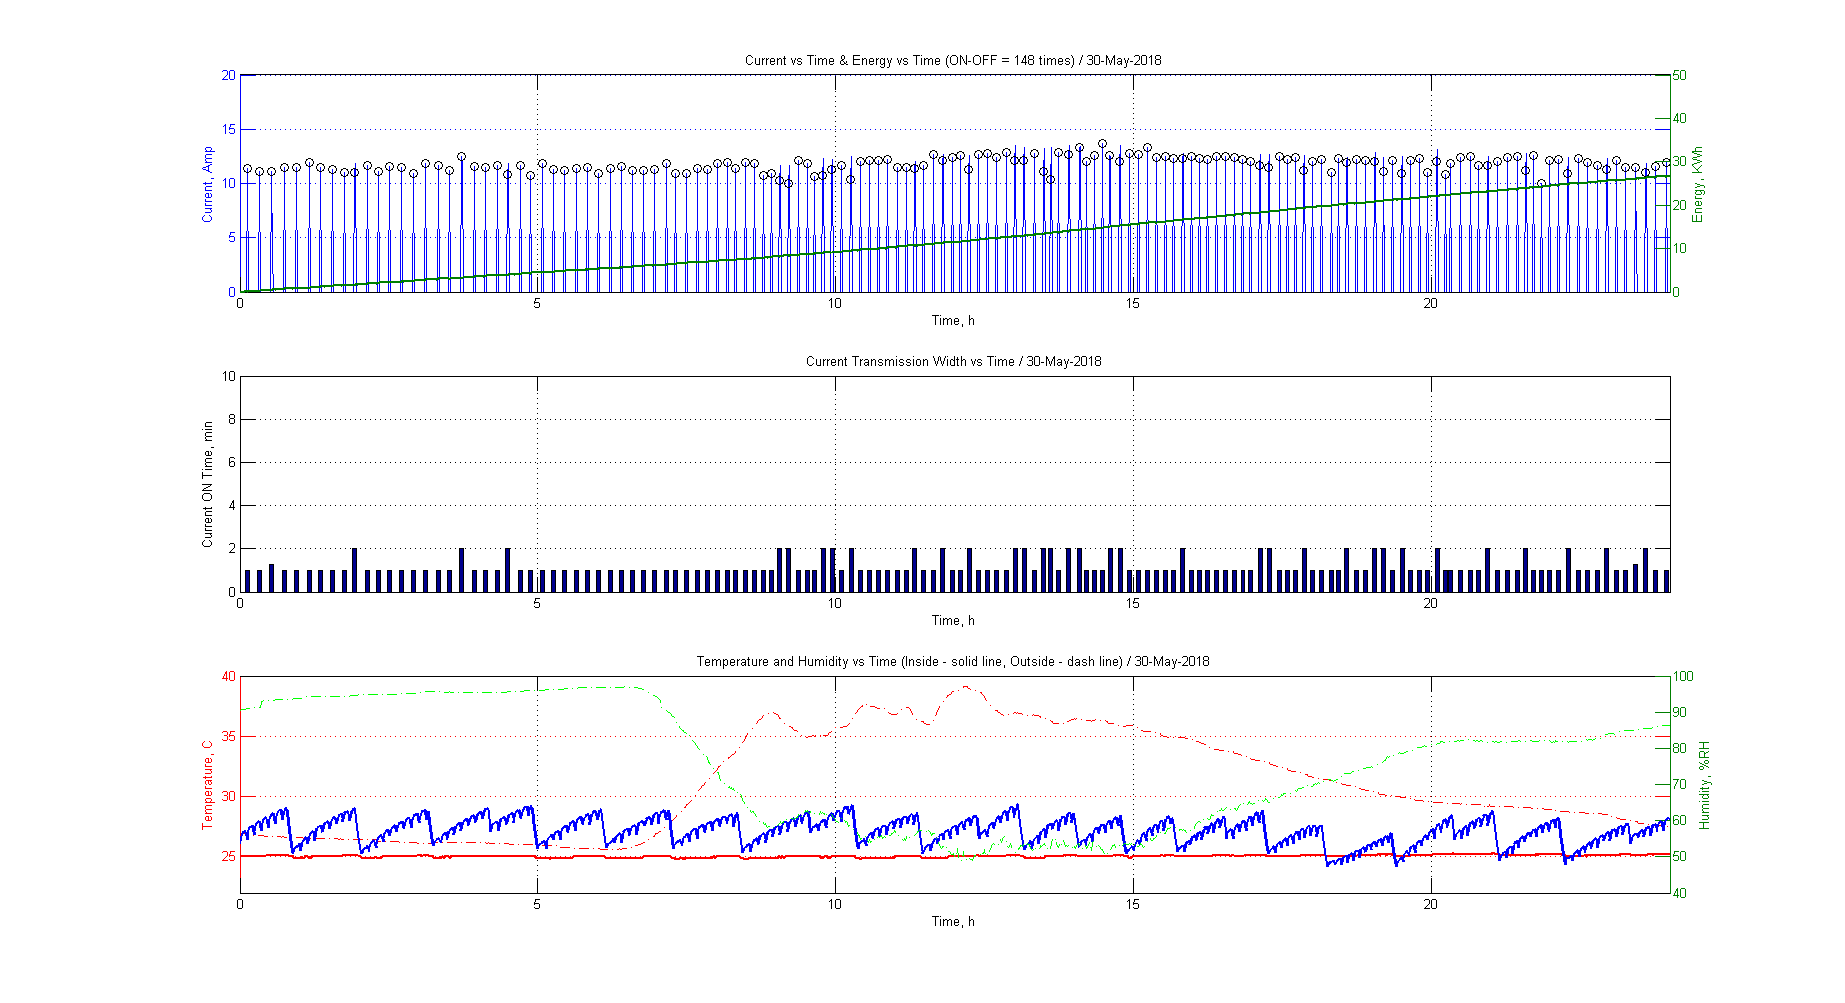 Current vs Time & Energy vs Time (ON-OFF = 148 times) / 30-May-2018
20
15
10
5
0
Current, Amp
50
40
30
20
10
0
Energy, KWh
0 5 10 15 20
Time, h
Current Transmission Width vs Time / 30-May-2018
10
8
6
4
2
0
Current ON Time, min
0 5 10 15 20
Time, h
Temperature and Humidity vs Time (Inside - solid line, Outside - dash line) / 30-May-2018
40
35
30
25
Temperature, C
100
90
80
70
60
50
40
Humidity, %RH
0 5 10 15 20
Time, h